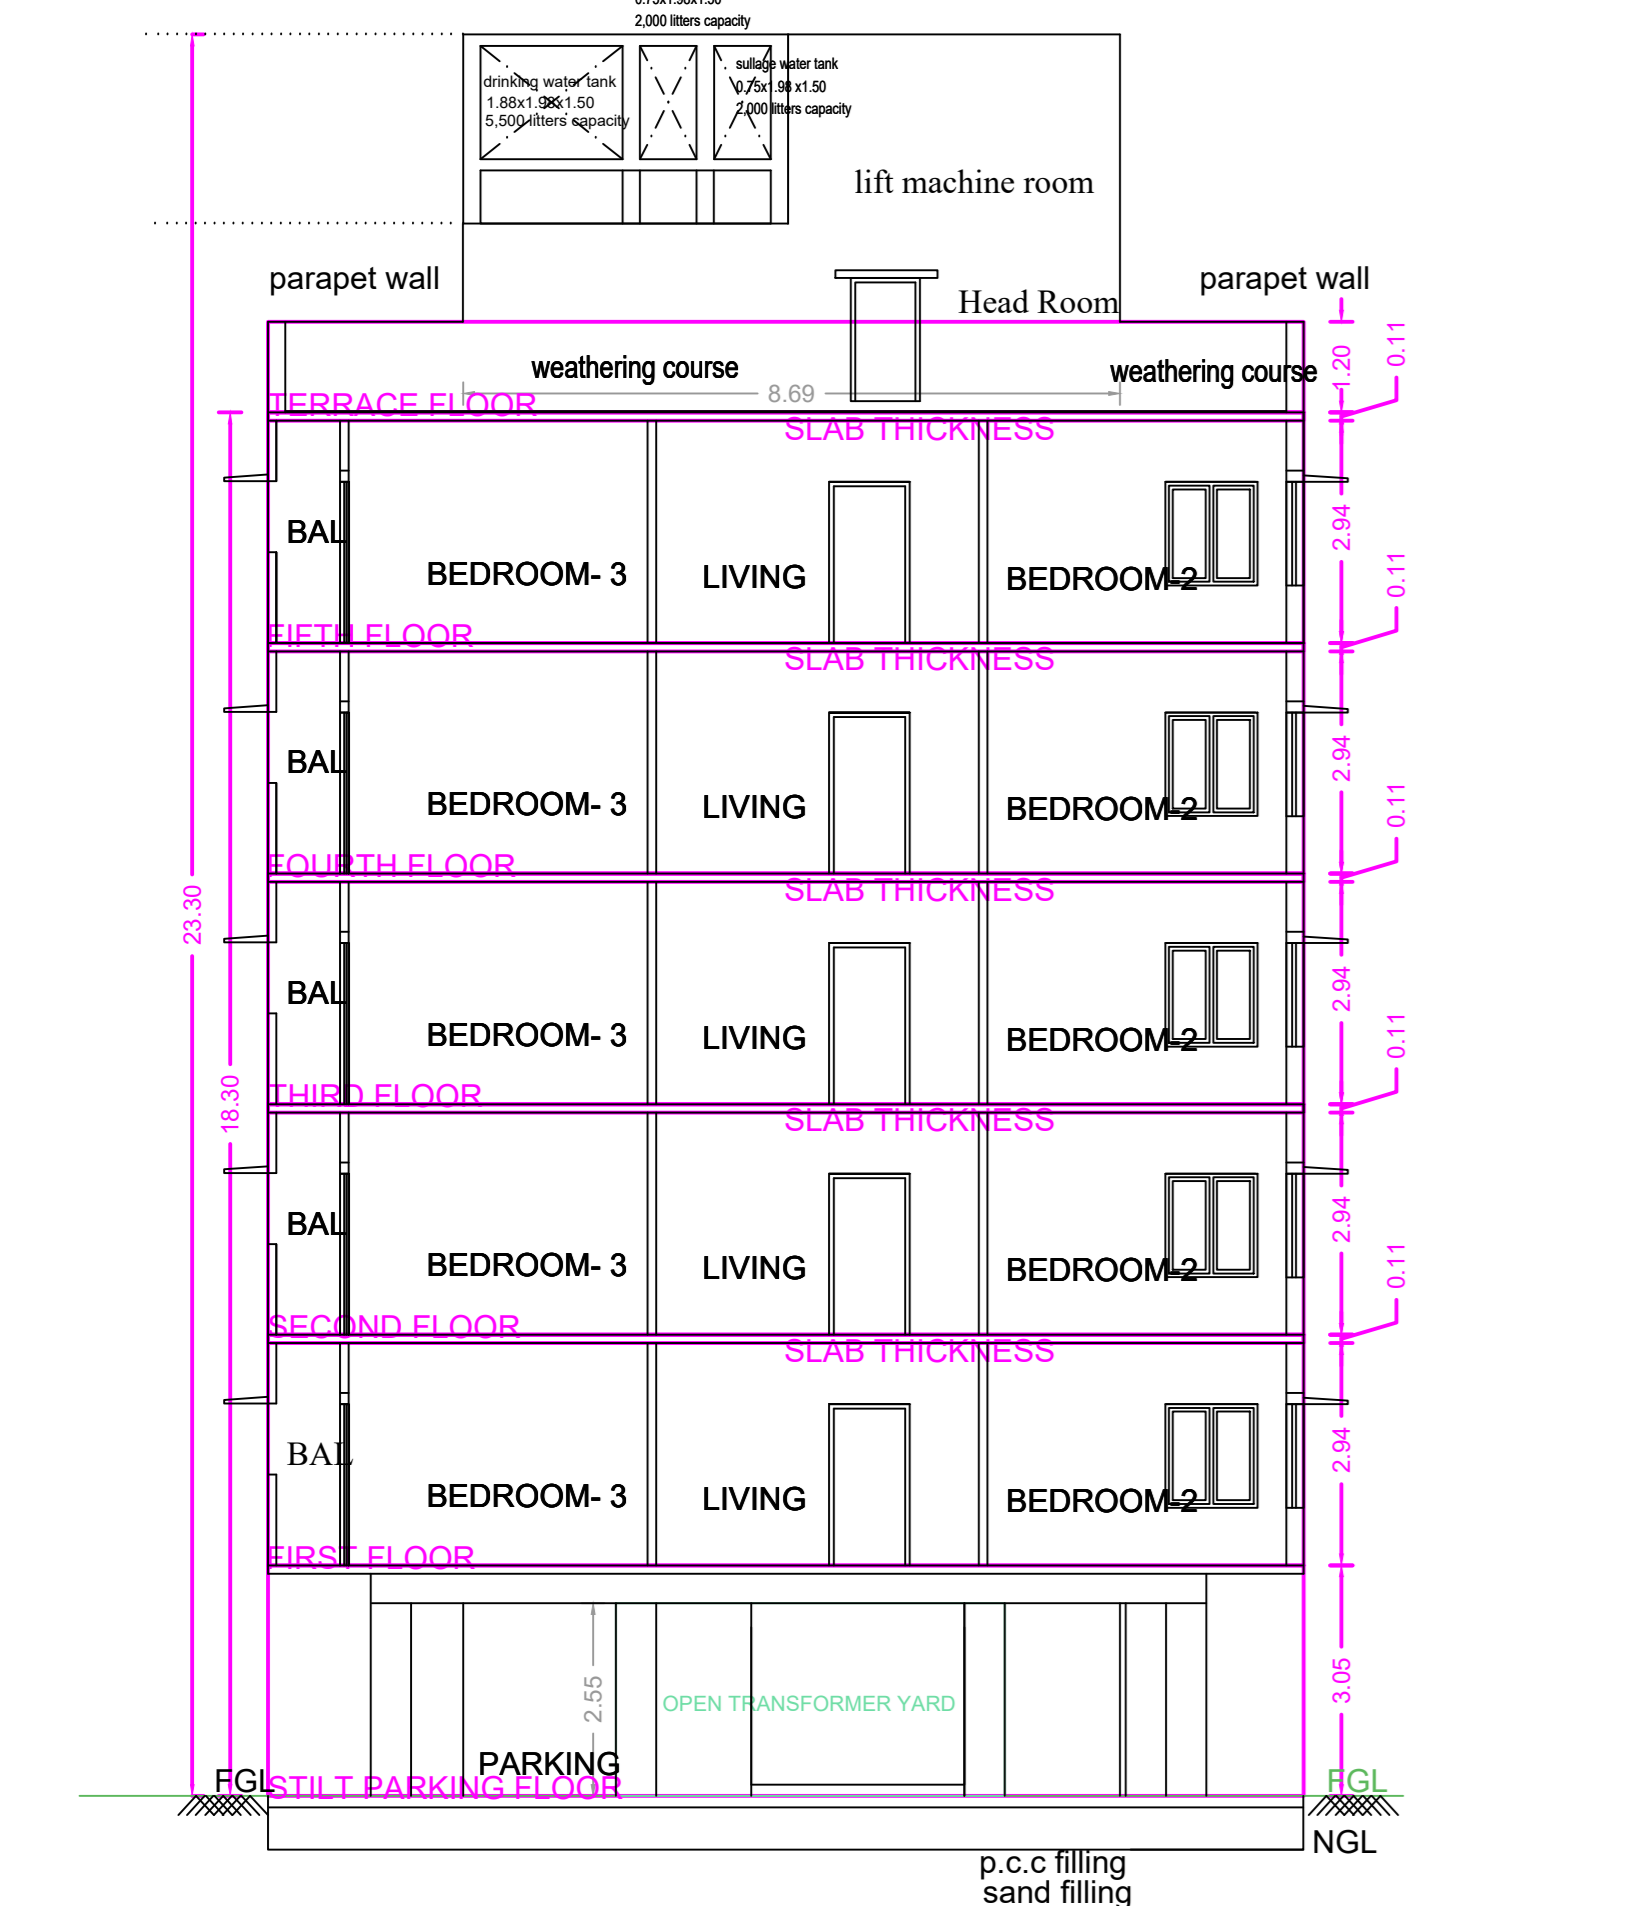 0.75x1.98x1.50
2,000 litters capacity
sullage water tank
drinking water tank
0.75x1.98 x1.50
1.88x1.98x1.50
2,000 litters capacity
5,500 litters capacity
lift machine room
parapet wall
parapet wall
Head Room
1.20
0.11
weathering course
weathering course
8.69
TERRACE FLOOR
SLAB THICKNESS
2.94
BAL
BEDROOM- 3
LIVING
BEDROOM-2
0.11
FIFTH FLOOR
SLAB THICKNESS
2.94
BAL
BEDROOM- 3
LIVING
BEDROOM-2
0.11
FOURTH FLOOR
SLAB THICKNESS
23.30
2.94
BAL
BEDROOM- 3
LIVING
BEDROOM-2
0.11
THIRD FLOOR
18.30
SLAB THICKNESS
2.94
BAL
BEDROOM- 3
LIVING
BEDROOM-2
0.11
SECOND FLOOR
SLAB THICKNESS
2.94
BAL
BEDROOM- 3
LIVING
BEDROOM-2
FIRST FLOOR
3.05
2.55
OPEN TRANSFORMER YARD
PARKING
FGL
STILT PARKING FLOOR
FGL
NGL
p.c.c filling
sand filling